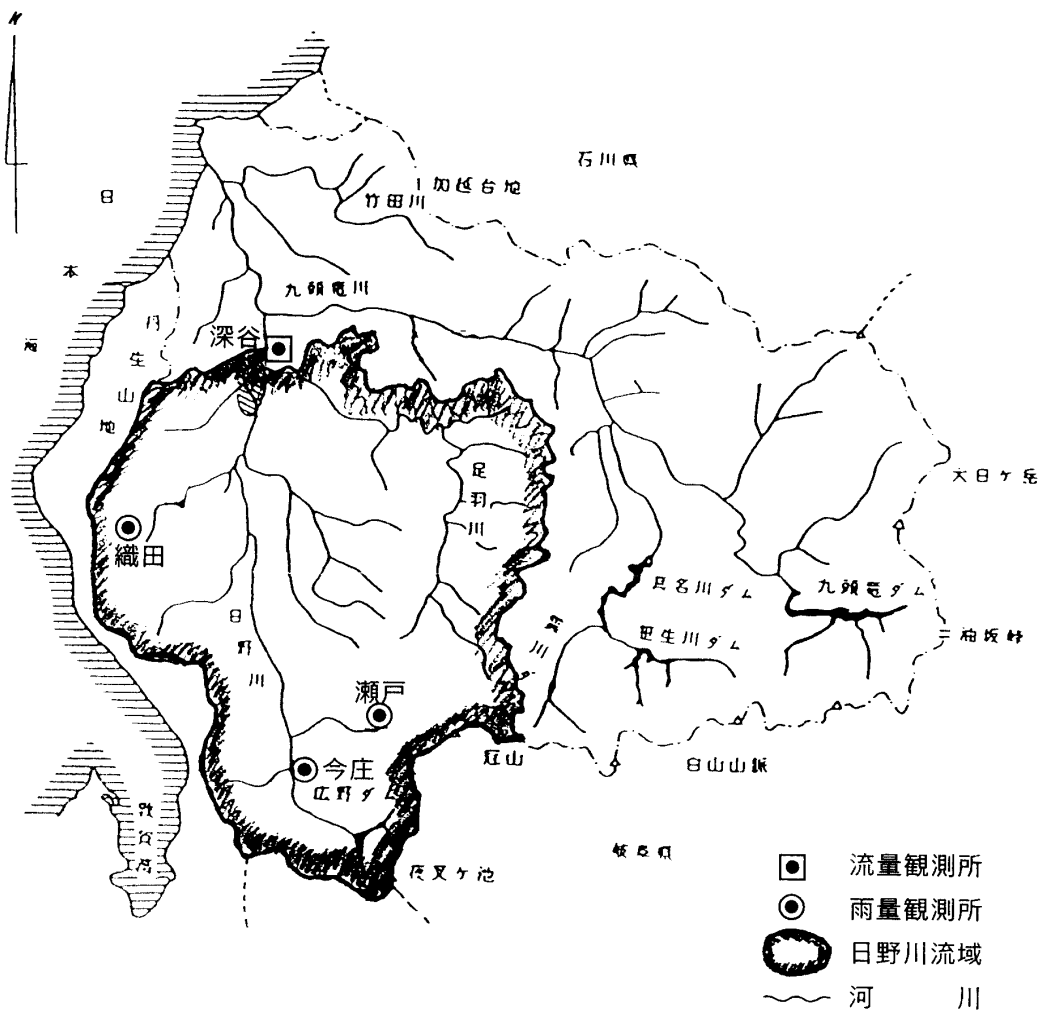 N
石川県
日本海
加越台地
竹田川
九頭竜川
丹生山地
深谷
足羽川
大日ヶ岳
織田
真名川ダム
九頭竜ダム
日野川
笹生川ダム
油坂峠
瀬戸
冠山
白山山脈
今庄
広野ダム
敦賀湾
岐阜県
夜叉ヶ池
流量観測所
雨量観測所
日野川流域
河川